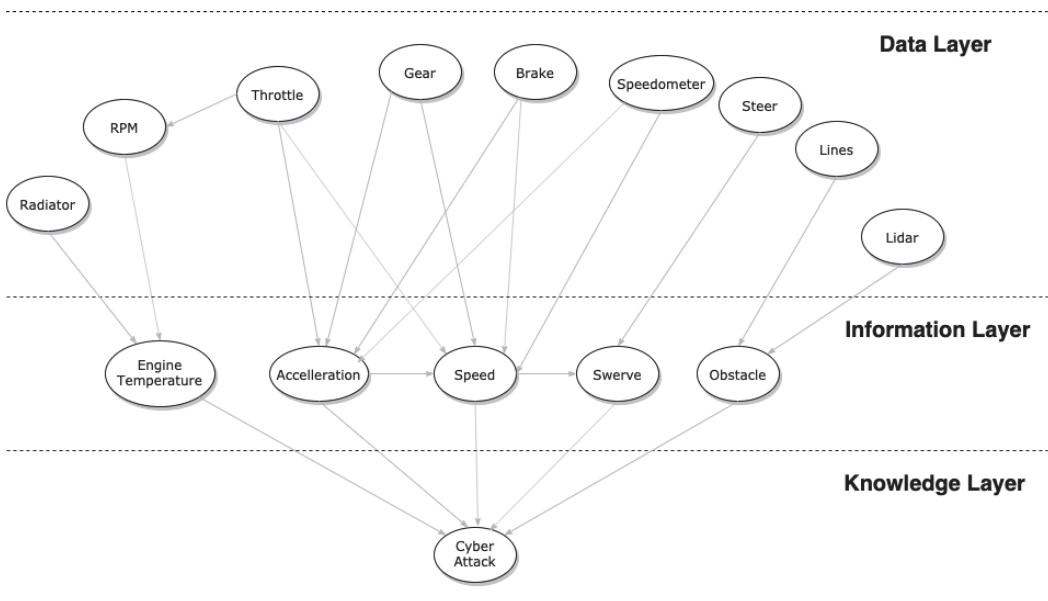 Data Layer
Gear
Brake
Speedometer
Throttle
Steer
RPM
Lines
Radiator
Lidar
Information Layer
Engine
Temperature
Accelleration
Speed
Swerve
Obstacle
Knowledge Layer
Cyber
Attack